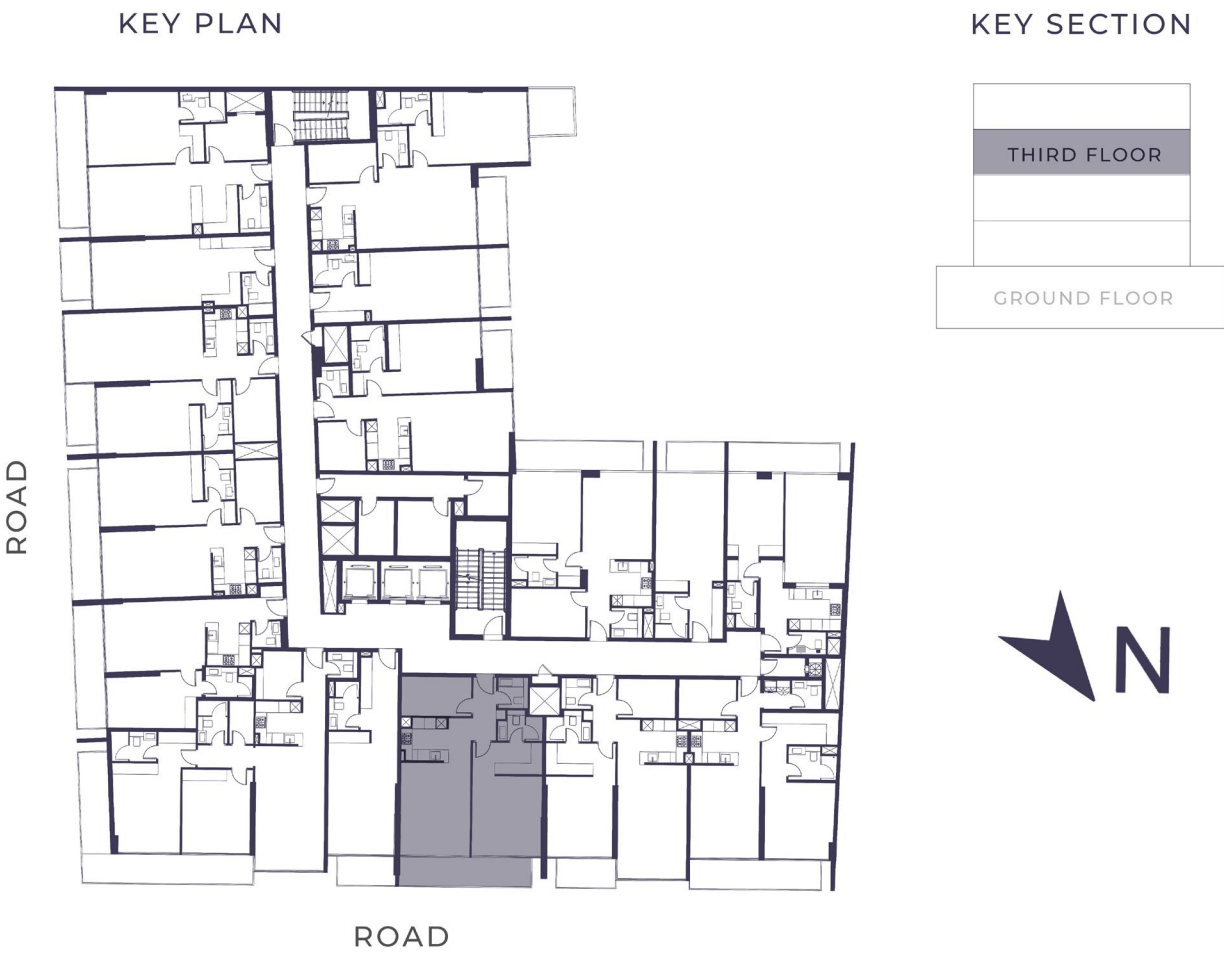 KEY PLAN
KEY SECTION
THIRD FLOOR
GROUND FLOOR
ROAD
N
ROAD